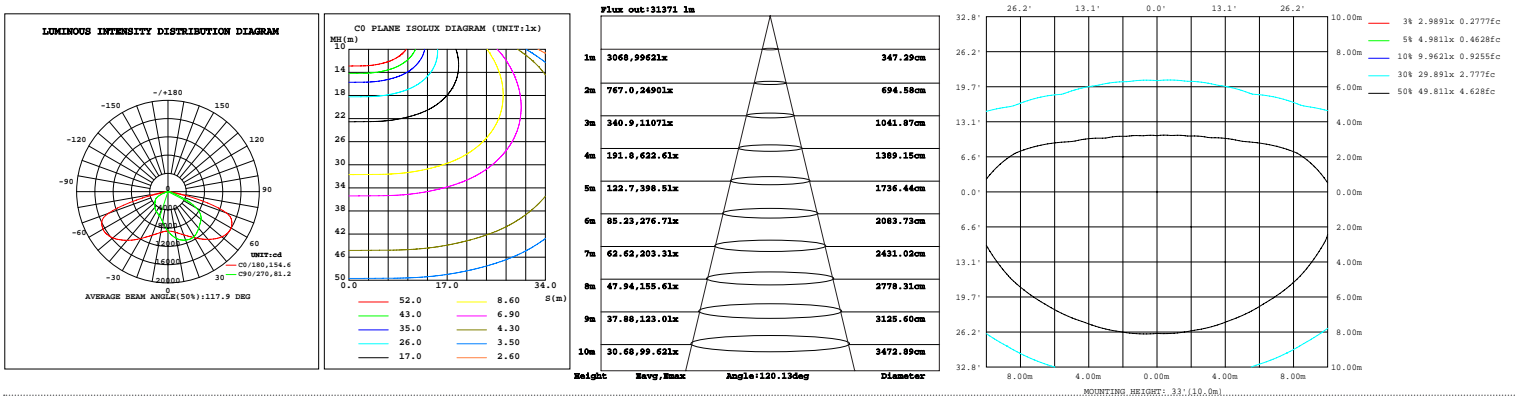 LUMINOUS INTENSITY DISTRIBUTION DIAGRAM
-/+180
-150 150
-120 120
-90 90
-60 60
-30 30
0
0
4000
8000
12000
16000
20000
UNIT:cd
C0/180,154.6
C90/270,81.2
AVERAGE BEAM ANGLE(50%):117.9 DEG
C0 PLANE ISOLUX DIAGRAM (UNIT:lx)
MH(m)
10
14
18
22
26
30
34
38
42
46
50
0.0 17.0 34.0
S(m)
52.0 8.60
43.0 6.90
35.0 4.30
26.0 3.50
17.0 2.60
Flux out:31371 lm
1m 3068,9962lx 347.29cm
2m 767.0,2490lx 694.58cm
3m 340.9,1107lx 1041.87cm
4m 191.8,622.6lx 1389.15cm
5m 122.7,398.5lx 1736.44cm
6m 85.23,276.7lx 2083.73cm
7m 62.62,203.3lx 2431.02cm
8m 47.94,155.6lx 2778.31cm
9m 37.88,123.0lx 3125.60cm
10m 30.68,99.62lx 3472.89cm
Height Eavg,Emax Angle:120.13deg Diameter
26.2' 13.1' 0.0' 13.1' 26.2'
32.8' 10.00m
26.2' 8.00m
19.7' 6.00m
13.1' 4.00m
6.6' 2.00m
0.0' 0.00m
6.6' 2.00m
13.1' 4.00m
19.7' 6.00m
26.2' 8.00m
32.8' 10.00m
8.00m 4.00m 0.00m 4.00m 8.00m
MOUNTING HEIGHT: 33'(10.0m)
3% 2.989lx 0.2777fc
5% 4.981lx 0.4628fc
10% 9.962lx 0.9255fc
30% 29.89lx 2.777fc
50% 49.81lx 4.628fc